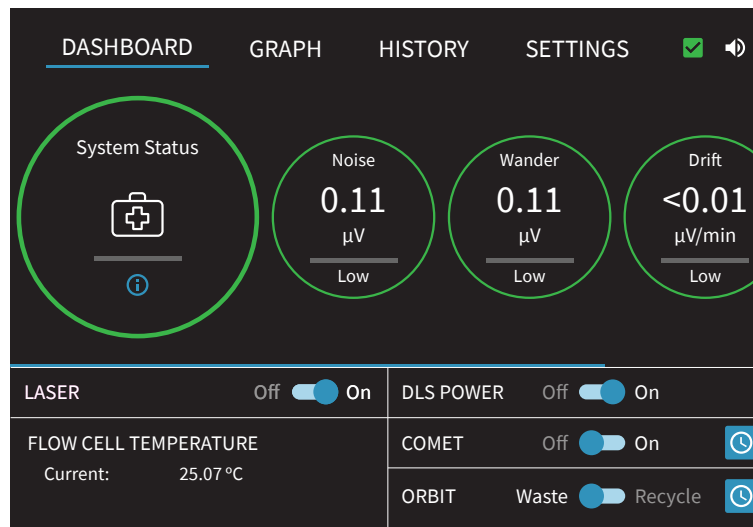 DASHBOARD GRAPH HISTORY SETTINGS
System Status
Noise
0.11
µV
Low
Wander
0.11
µV
Low
Drift
<0.01
µV/min
Low
LASER Off On
DLS POWER Off On
FLOW CELL TEMPERATURE
Current: 25.07 ºC
COMET Off On
ORBIT Waste Recycle